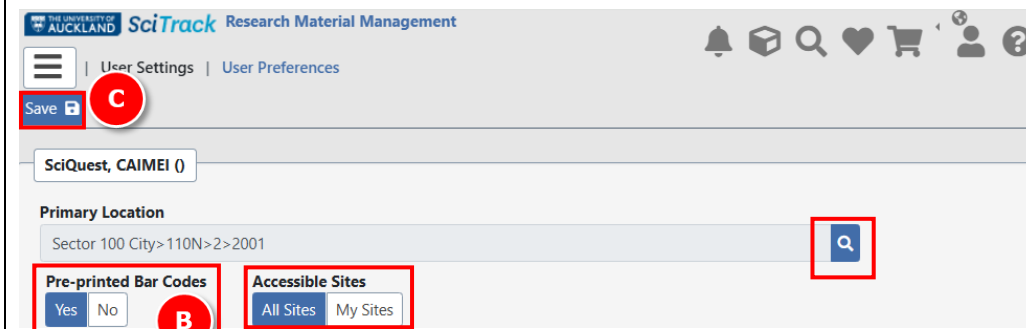 THE UNIVERSITY OF AUCKLAND SciTrack Research Material Management
| User Settings | User Preferences
Save C
SciQuest, CAIMEI ()
Primary Location
Sector 100 City>110N>2>2001
Pre-printed Bar Codes Accessible Sites
Yes No B All Sites My Sites